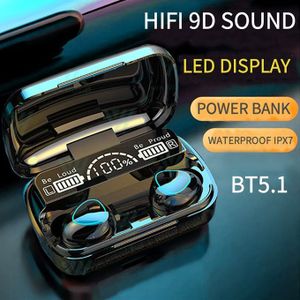 HIFI 9D SOUND
LED DISPLAY
POWER BANK
WATERPROOF IPX7
BT5.1
Be Loud
Be Proud
L
100%
R